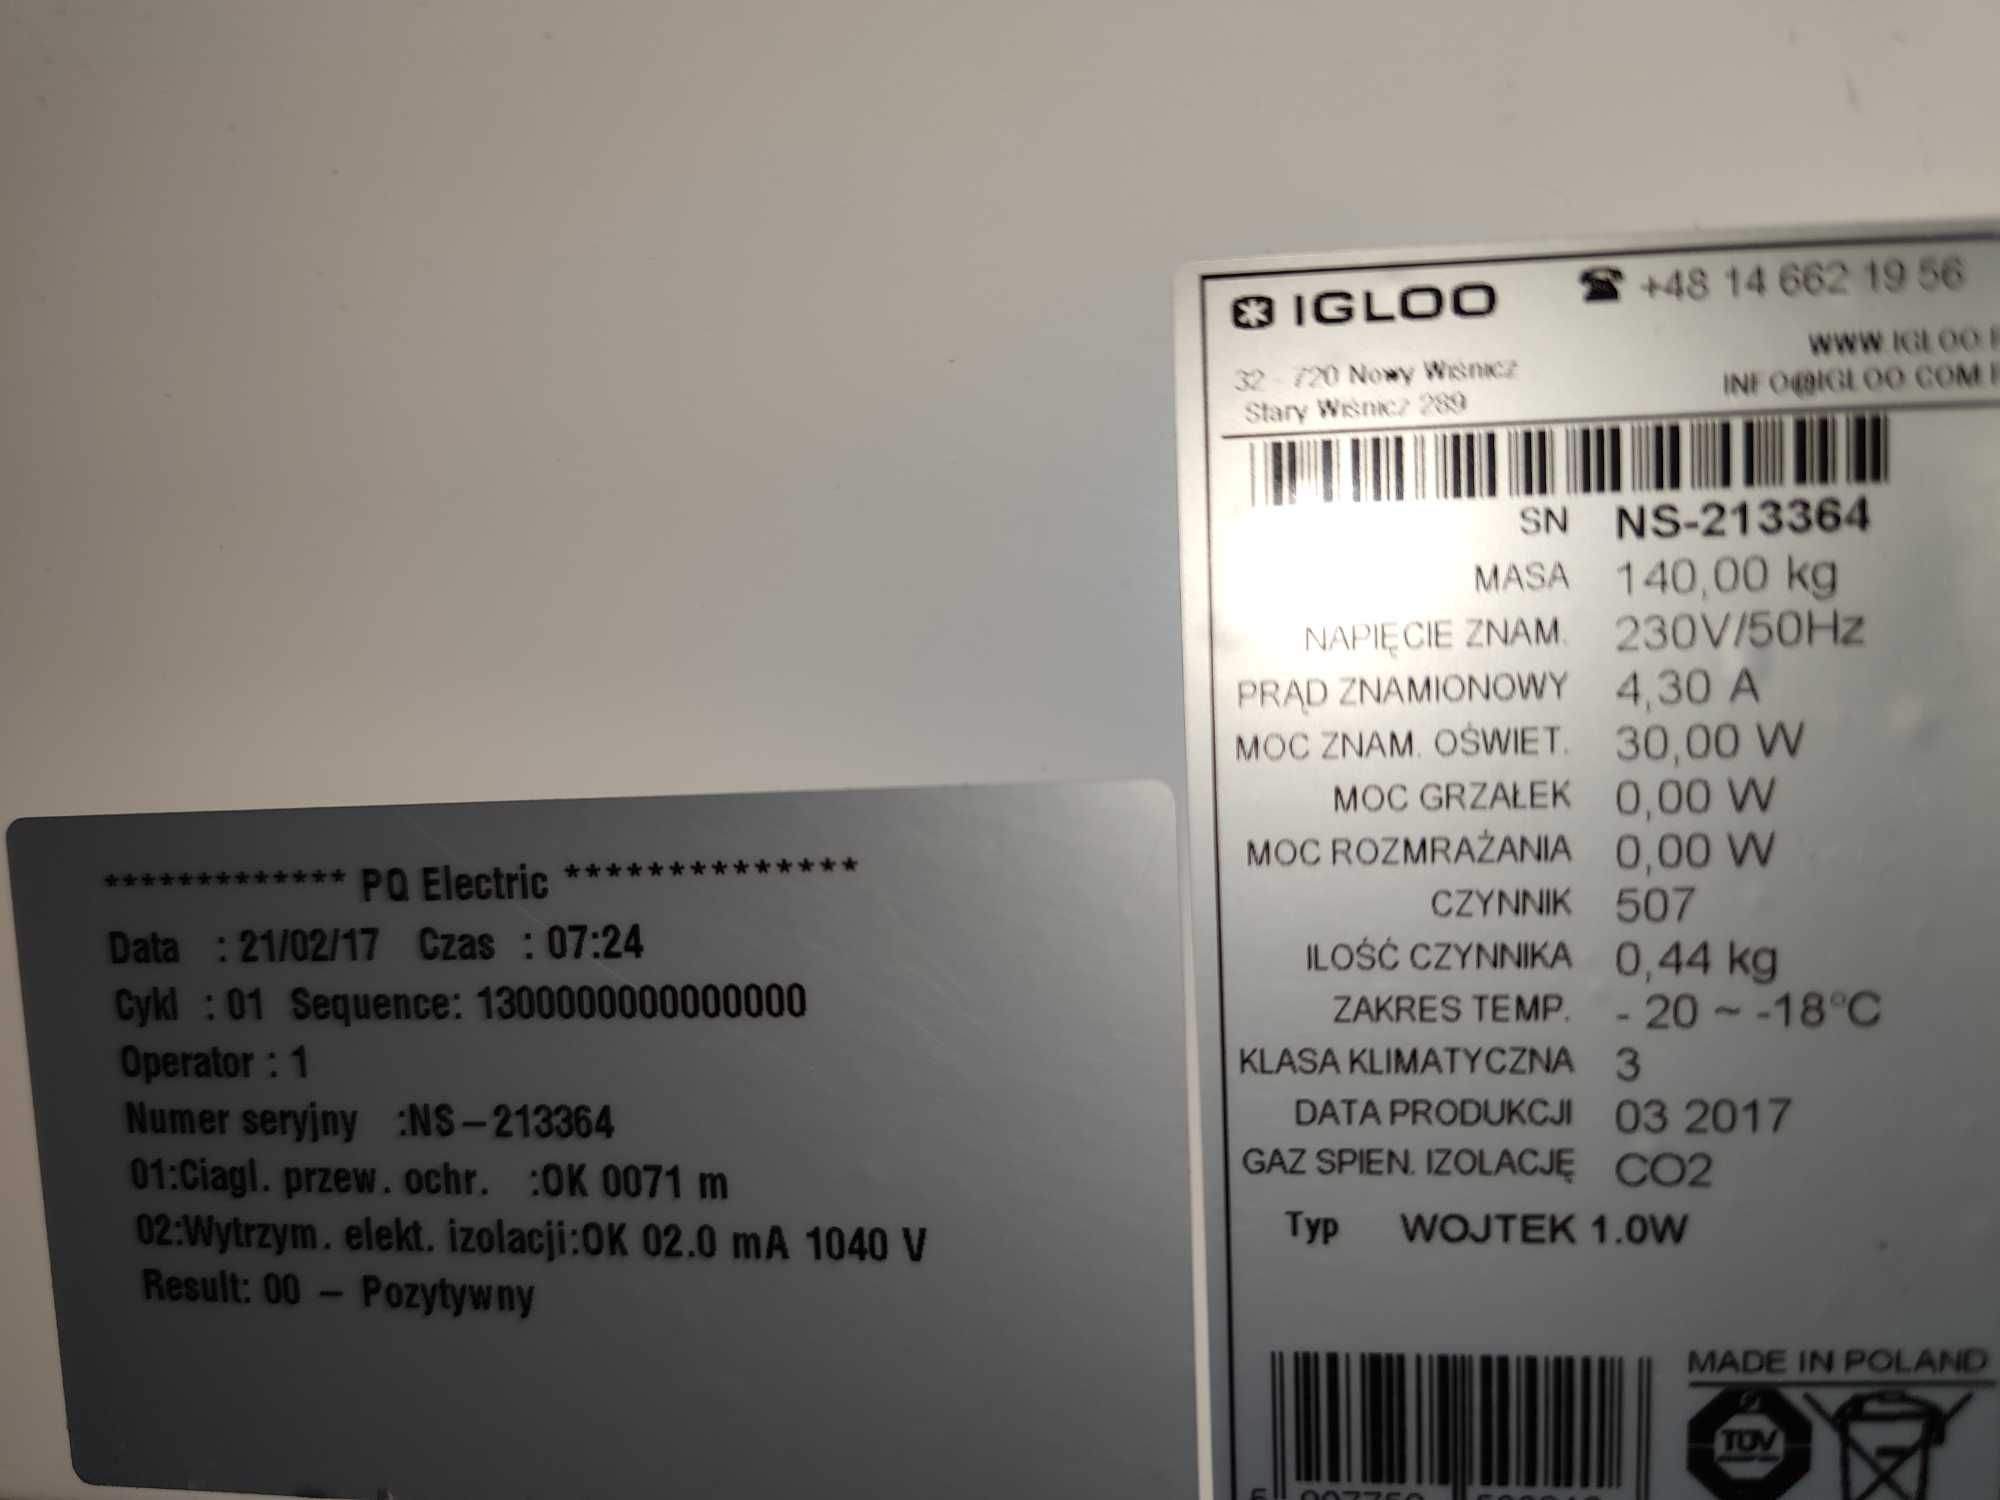 ************* PQ Electric **************
Data : 21/02/17 Czas : 07:24
Cykl : 01 Sequence: 1300000000000000
Operator : 1
Numer seryjny :NS-213364
01:Ciagl. przew. ochr. :OK 0071 m
02:Wytrzym. elekt. izolacji:OK 02.0 mA 1040 V
Result: 00 - Pozytywny
IGLOO ☎ +48 14 662 19 56
WWW.IGLOO.P
INFO@IGLOO.COM.P
32 - 720 Nowy Wiśnicz
Stary Wiśnicz 289
SN NS-213364
MASA 140,00 kg
NAPIĘCIE ZNAM. 230V/50Hz
PRĄD ZNAMIONOWY 4,30 A
MOC ZNAM. OŚWIET. 30,00 W
MOC GRZAŁEK 0,00 W
MOC ROZMRAŻANIA 0,00 W
CZYNNIK 507
ILOŚĆ CZYNNIKA 0,44 kg
ZAKRES TEMP. - 20 ~ -18°C
KLASA KLIMATYCZNA 3
DATA PRODUKCJI 03 2017
GAZ SPIEN. IZOLACJĘ CO2
Typ WOJTEK 1.0W
MADE IN POLAND
TÜV